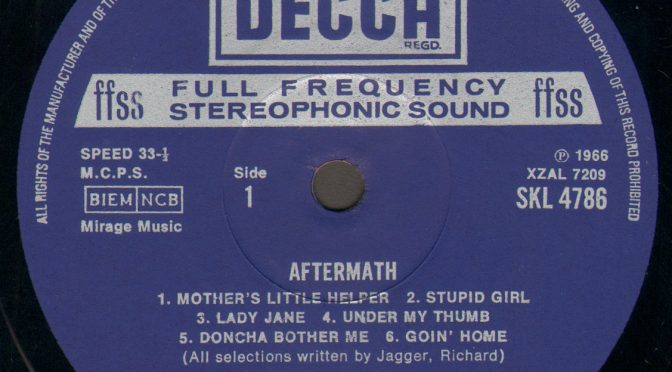 DECCA
REGD.
ffss FULL FREQUENCY STEREOPHONIC SOUND ffss
ALL RIGHTS OF THE MANUFACTURER AND OF THE
NG AND COPYING OF THIS RECORD PROHIBITED
SPEED 33-⅓
M.C.P.S.
BIEM NCB
Mirage Music
Side
1
℗ 1966
XZAL 7209
SKL 4786
AFTERMATH
1. MOTHER'S LITTLE HELPER 2. STUPID GIRL
3. LADY JANE 4. UNDER MY THUMB
5. DONCHA BOTHER ME 6. GOIN' HOME
(All selections written by Jagger, Richard)